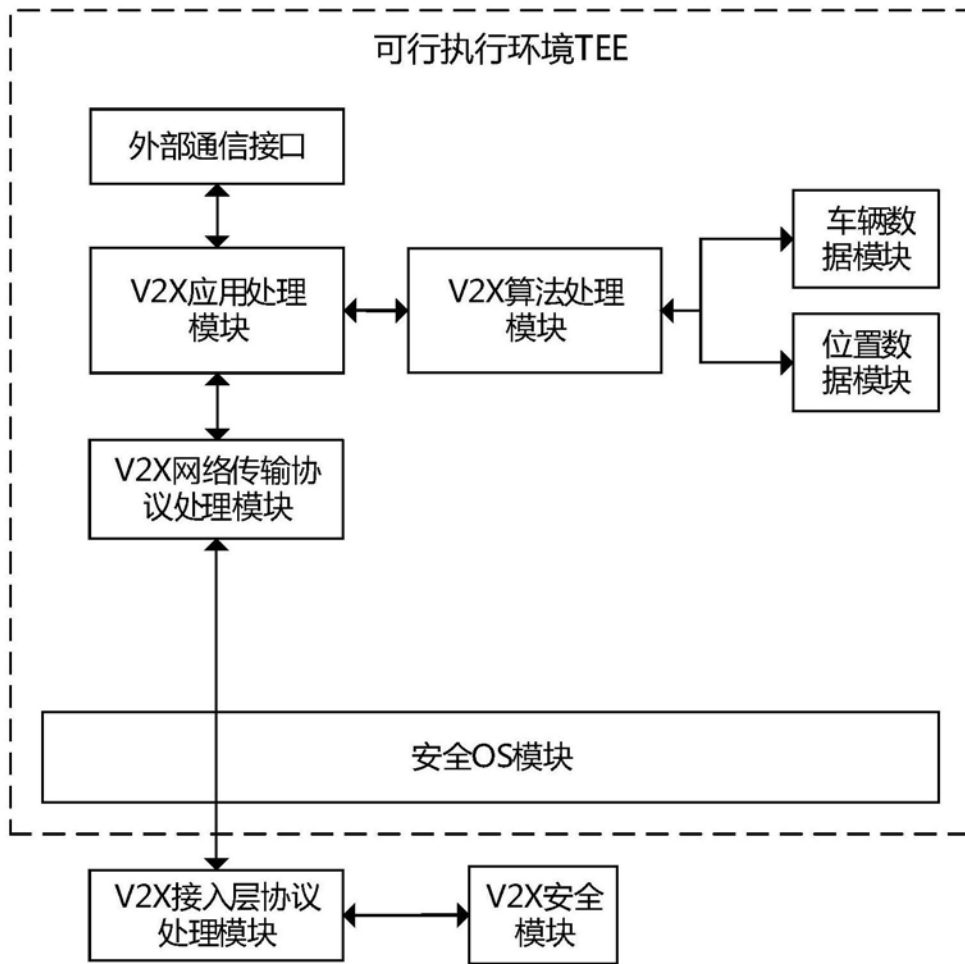 可行执行环境TEE
外部通信接口
V2X应用处理
模块
V2X算法处理
模块
车辆数
据模块
位置数
据模块
V2X网络传输协
议处理模块
安全OS模块
V2X接入层协议
处理模块
V2X安全
模块